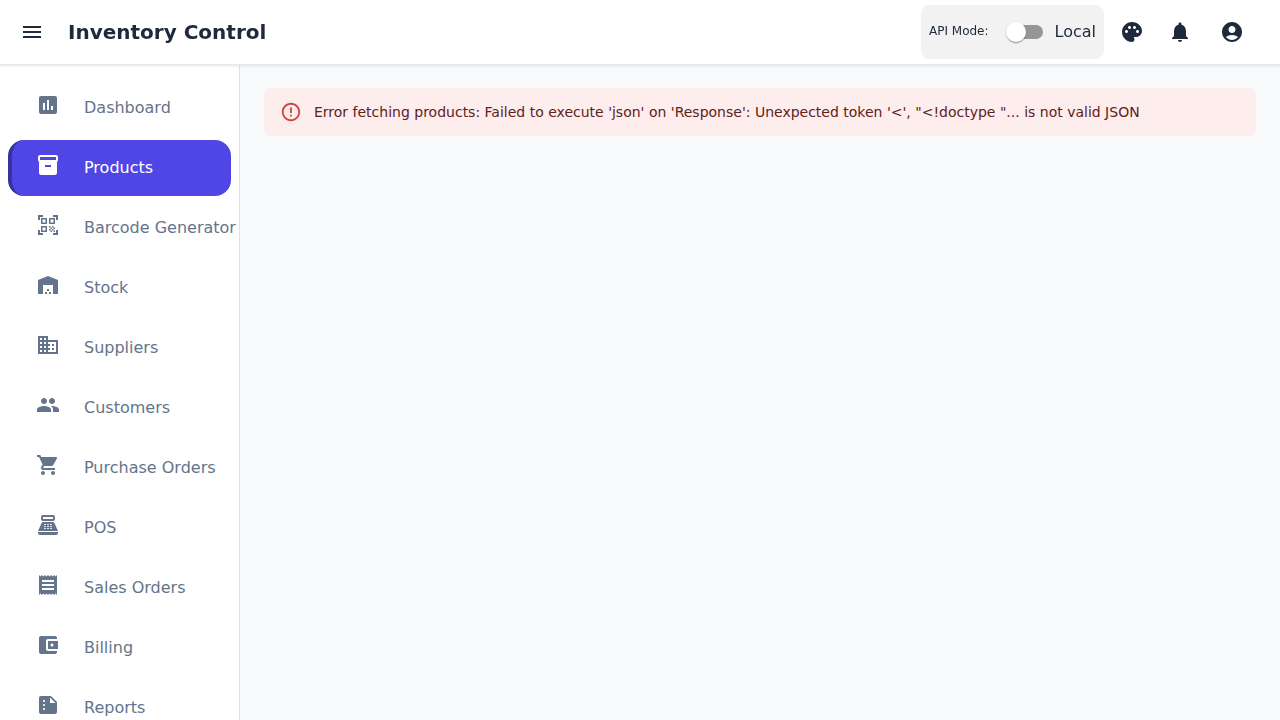 Inventory Control
API Mode:
Local
Dashboard
Products
Barcode Generator
Stock
Suppliers
Customers
Purchase Orders
POS
Sales Orders
Billing
Reports
Error fetching products: Failed to execute 'json' on 'Response': Unexpected token '<', "<!doctype "... is not valid JSON